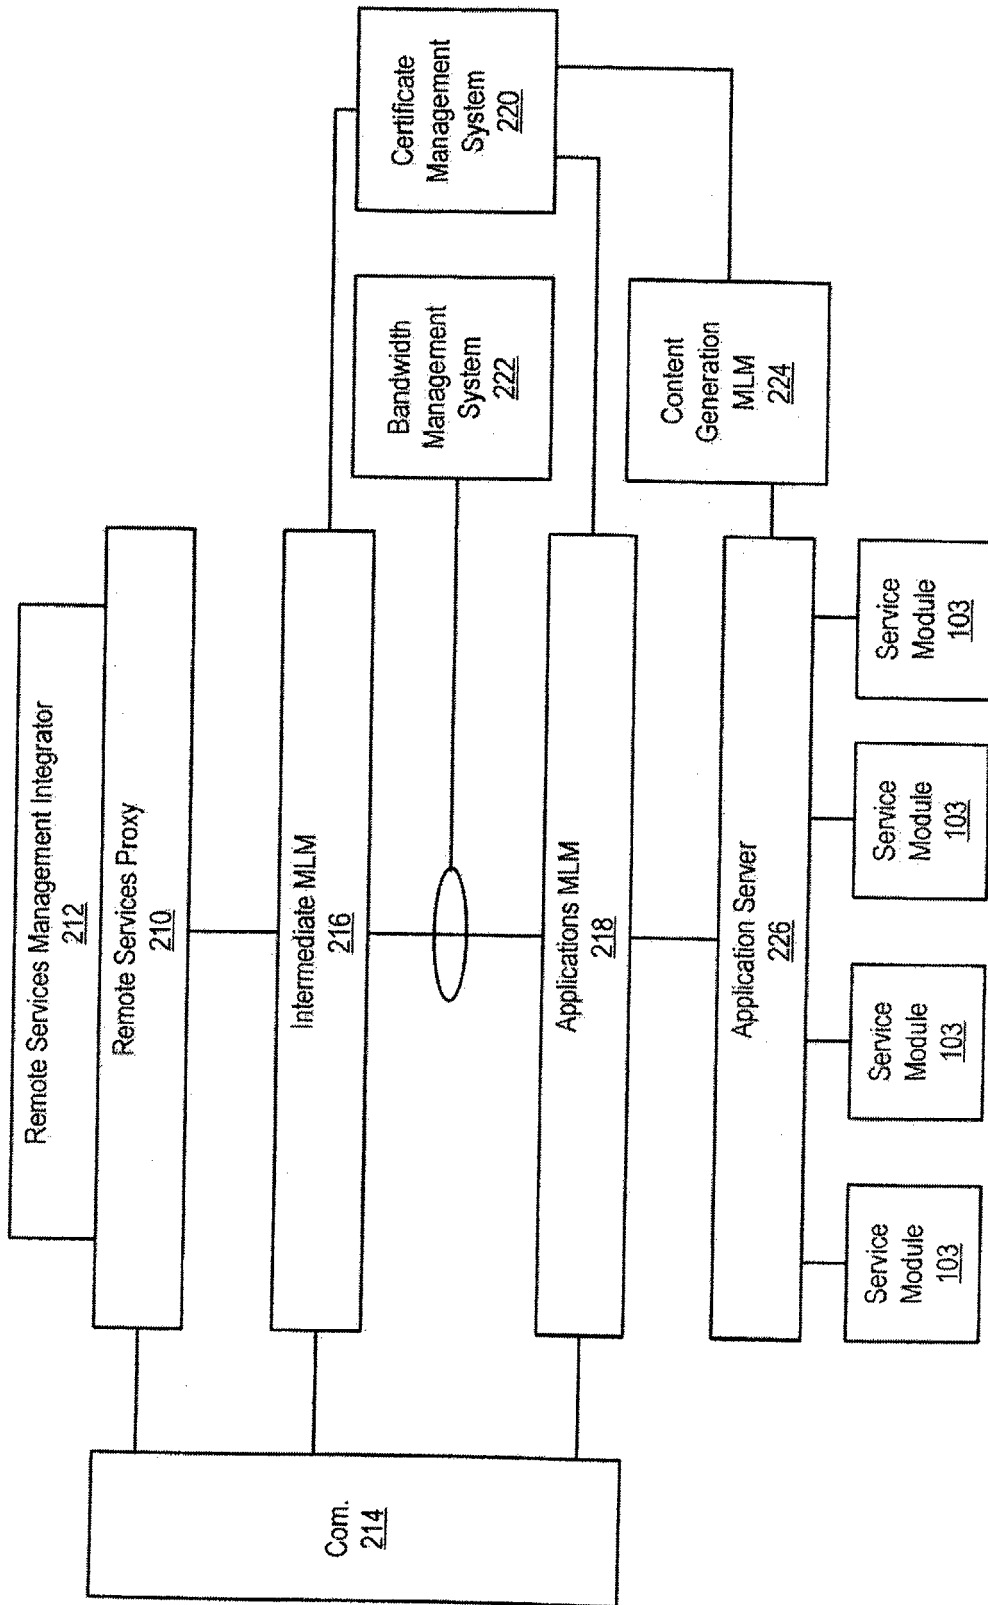 Remote Services Management Integrator
212
Remote Services Proxy
210
Com.
214
Intermediate MLM
216
Certificate
Management
System
220
Bandwidth
Management
System
222
Applications MLM
218
Content
Generation
MLM
224
Application Server
226
Service
Module
103
Service
Module
103
Service
Module
103
Service
Module
103